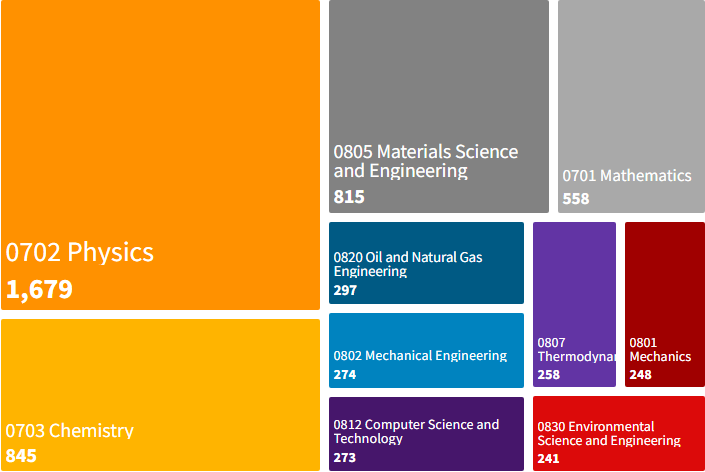 0702 Physics
1,679
0703 Chemistry
845
0805 Materials Science
and Engineering
815
0701 Mathematics
558
0820 Oil and Natural Gas
Engineering
297
0802 Mechanical Engineering
274
0812 Computer Science and
Technology
273
0807
Thermodynar
258
0801
Mechanics
248
0830 Environmental
Science and Engineering
241